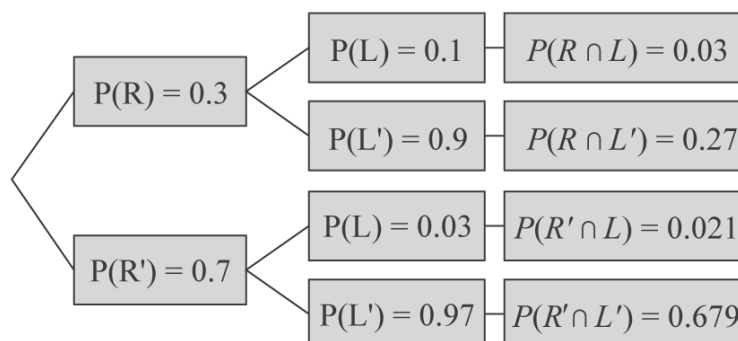 P(R) = 0.3
P(L) = 0.1
P(R ∩ L) = 0.03
P(L') = 0.9
P(R ∩ L') = 0.27
P(R') = 0.7
P(L) = 0.03
P(R' ∩ L) = 0.021
P(L') = 0.97
P(R' ∩ L') = 0.679